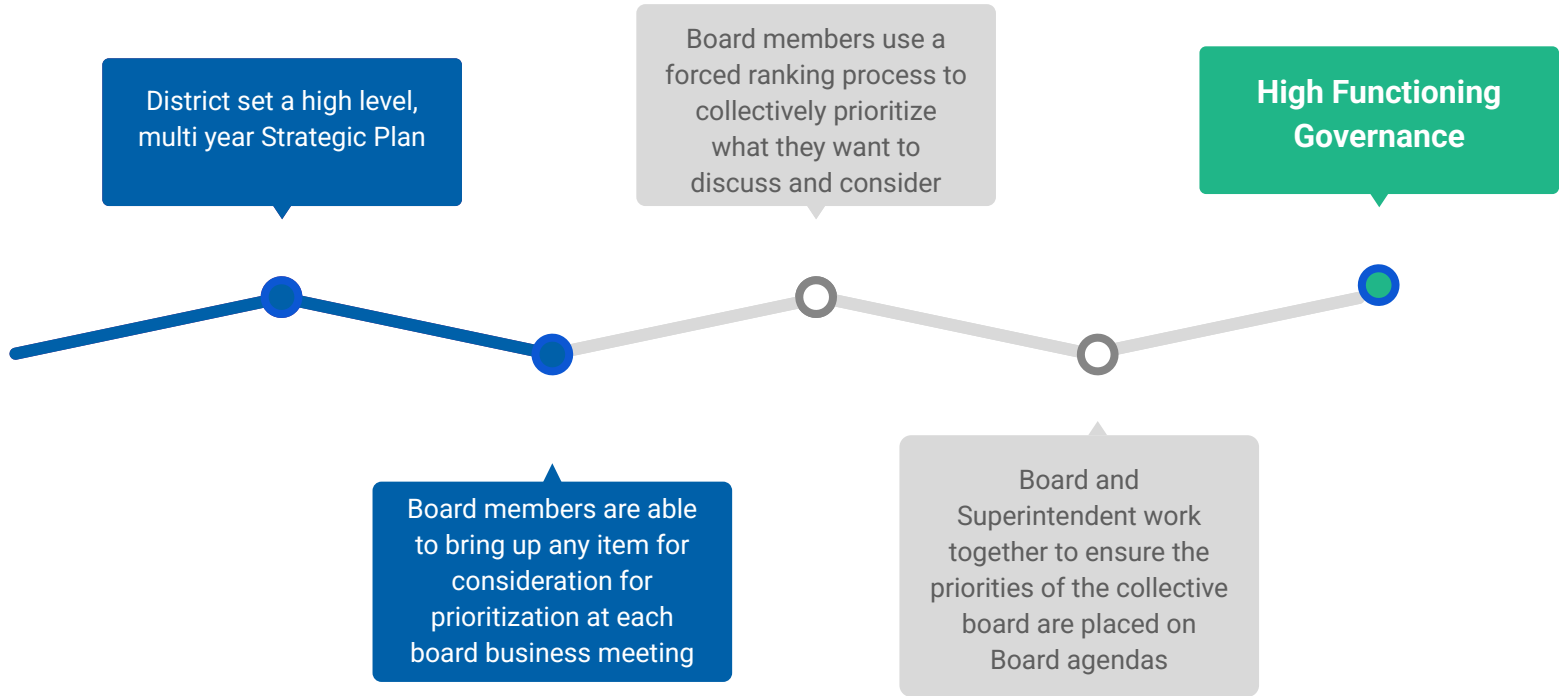 District set a high level,
multi year Strategic Plan
Board members are able
to bring up any item for
consideration for
prioritization at each
board business meeting
Board members use a
forced ranking process to
collectively prioritize
what they want to
discuss and consider
Board and
Superintendent work
together to ensure the
priorities of the collective
board are placed on
Board agendas
High Functioning
Governance